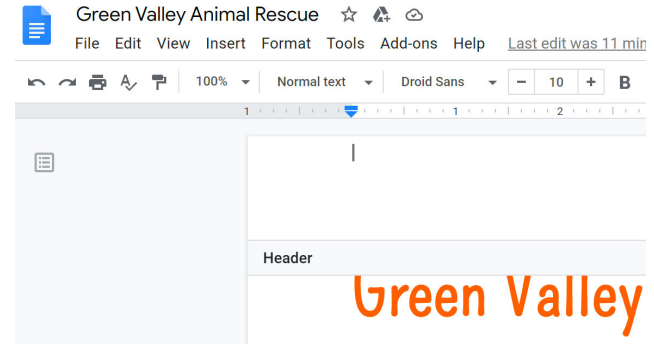 Green Valley Animal Rescue
File Edit View Insert Format Tools Add-ons Help Last edit was 11 min
100% Normal text Droid Sans 10 B
1 1 2
Header
Green Valley